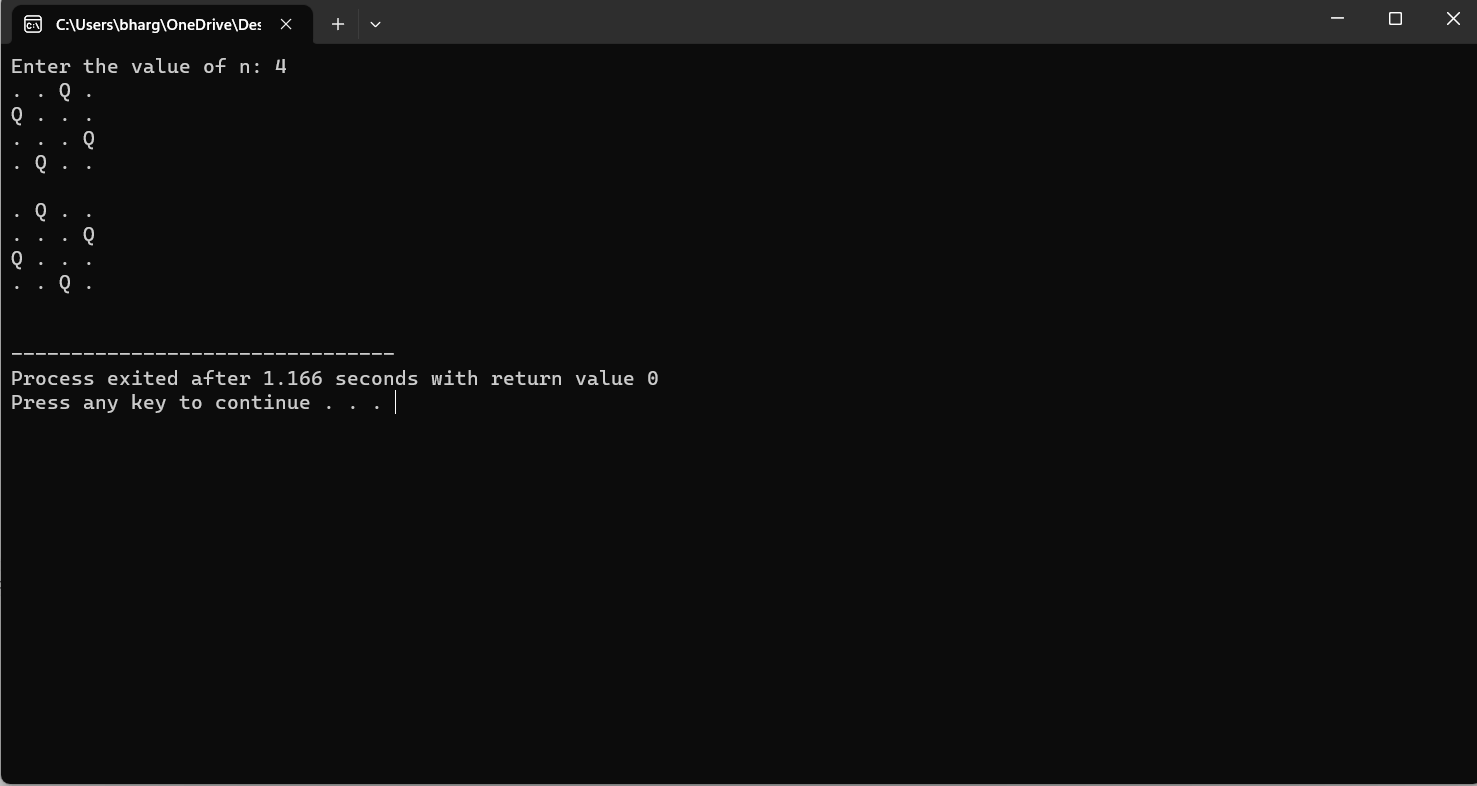 C:\Users\bharg\OneDrive\Des
Enter the value of n: 4
. . Q .
Q . . .
. . . Q
. Q . .
. Q . .
. . . Q
Q . . .
. . Q .
--------------------------------
Process exited after 1.166 seconds with return value 0
Press any key to continue . . .